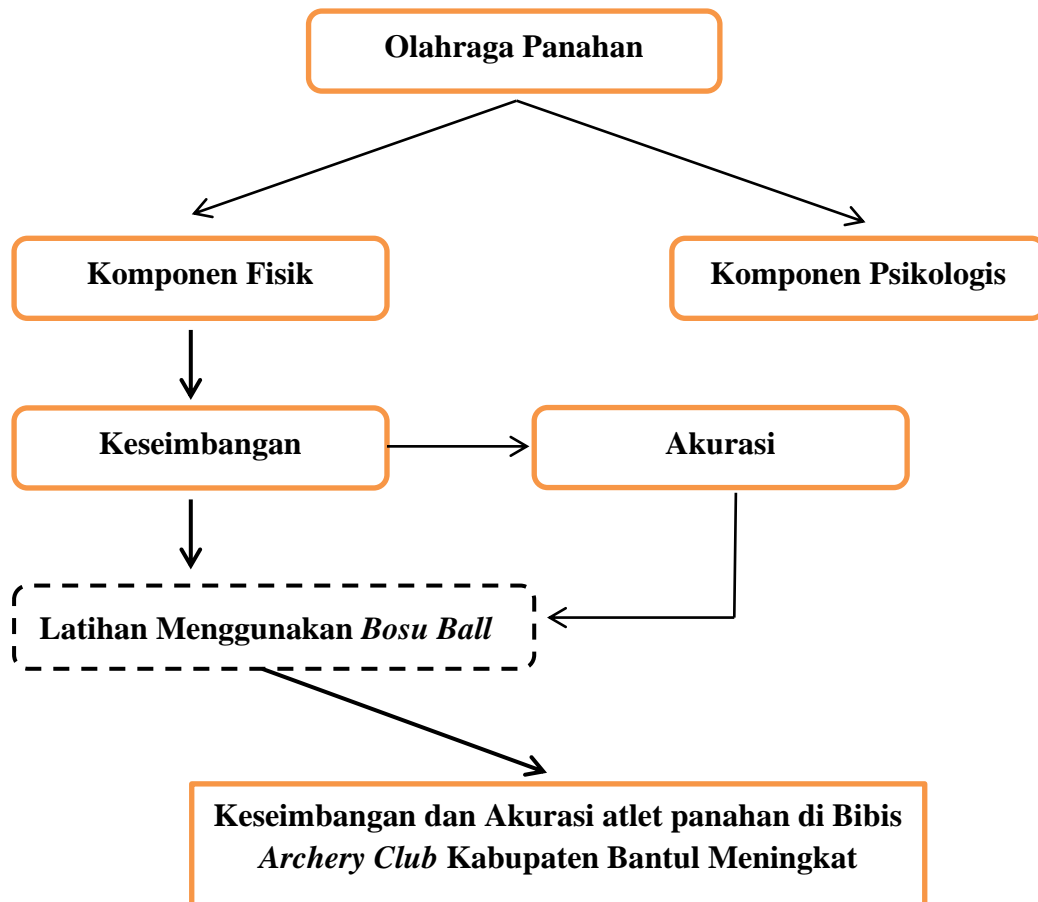 Olahraga Panahan
Komponen Fisik
Komponen Psikologis
Keseimbangan
Akurasi
Latihan Menggunakan Bosu Ball
Keseimbangan dan Akurasi atlet panahan di Bibis
Archery Club Kabupaten Bantul Meningkat